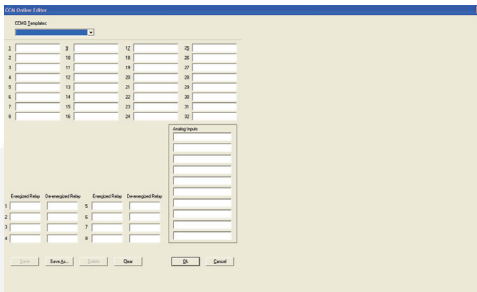 CCN Outline Editor
CCMS Templates:
1 9 17 25
2 10 18 26
3 11 19 27
4 12 20 28
5 13 21 29
6 14 22 30
7 15 23 31
8 16 24 32
Analog Inputs
Energized Relay De-energized Relay Energized Relay De-energized Relay
1 5
2 6
3 7
4 8
Save Save As... Delete Clear Ok Cancel